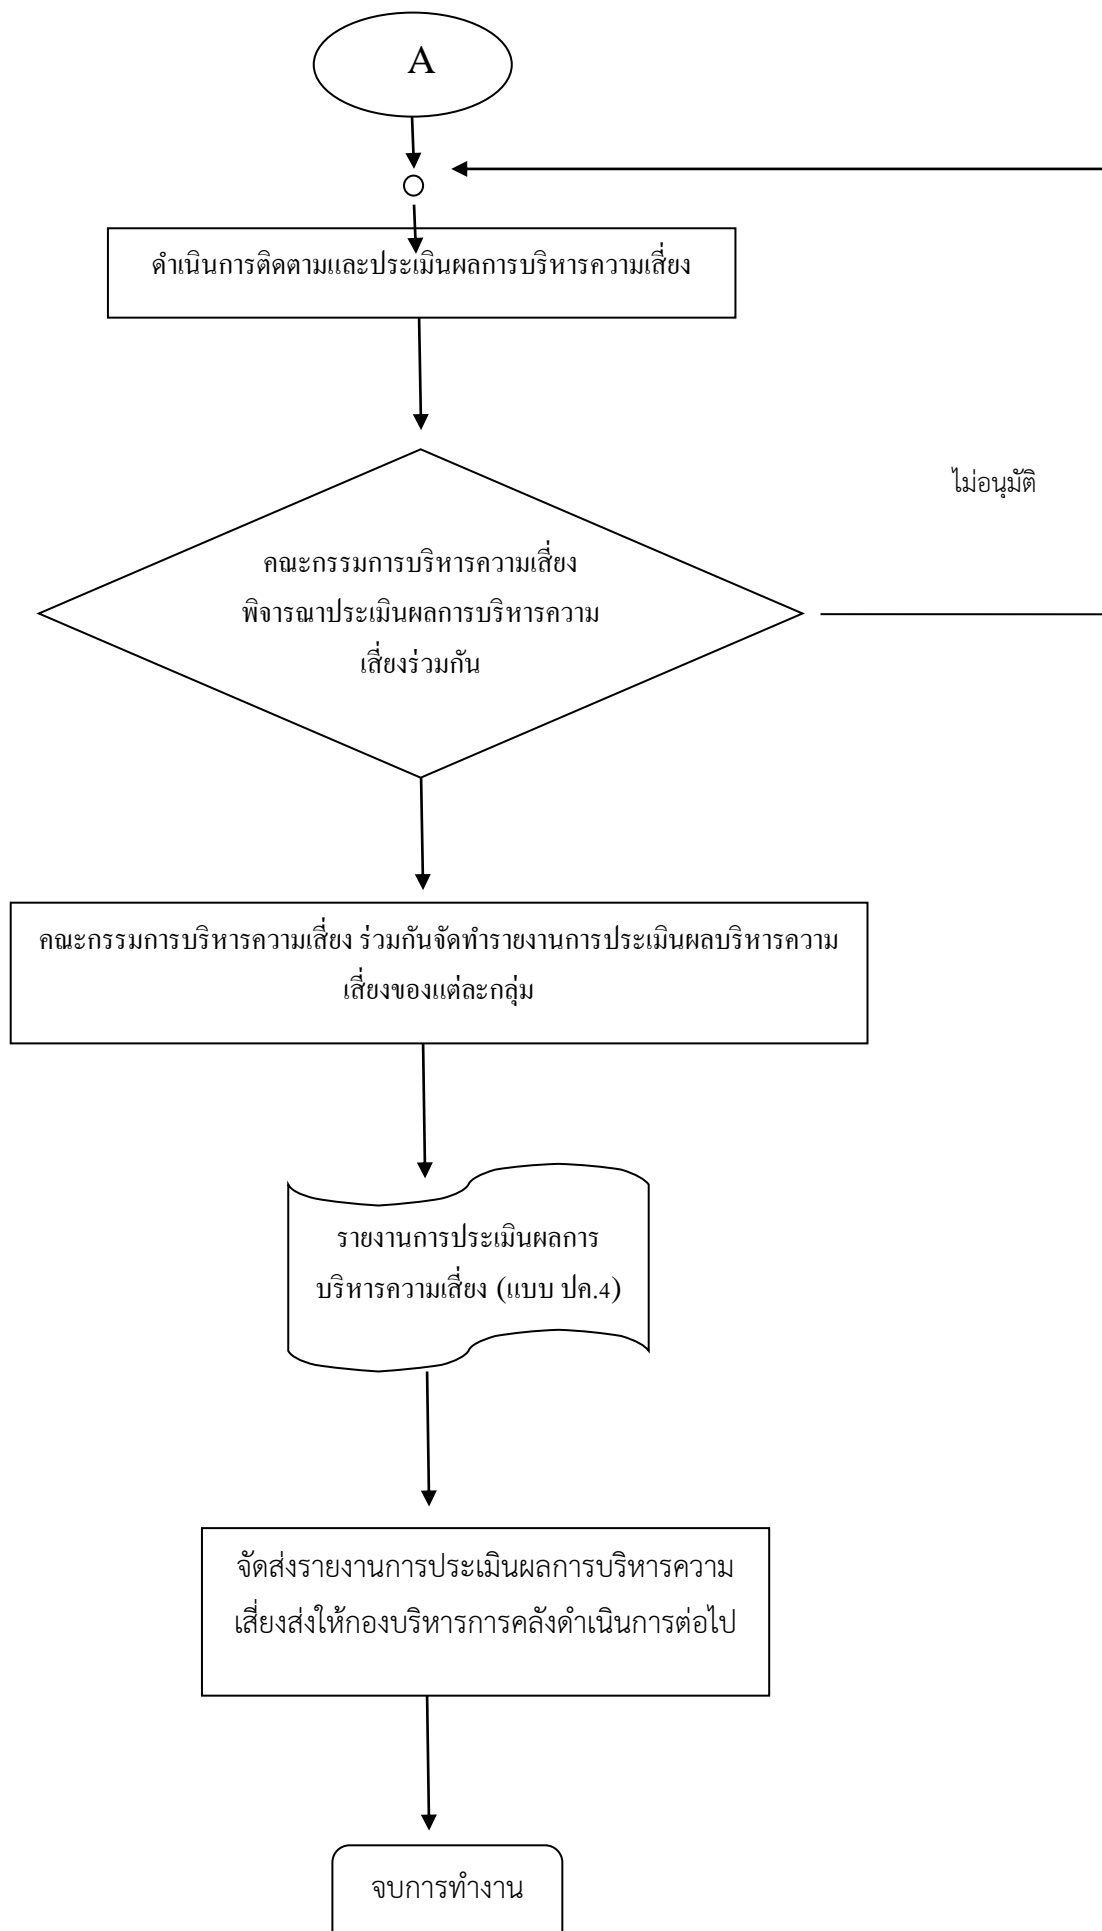 A
ดำเนินการติดตามและประเมินผลการบริหารความเสี่ยง
ไม่อนุมัติ
คณะกรรมการบริหารความเสี่ยง
พิจารณาประเมินผลการบริหารความ
เสี่ยงร่วมกัน
คณะกรรมการบริหารความเสี่ยง ร่วมกันจัดทำรายงานการประเมินผลบริหารความ
เสี่ยงของแต่ละกลุ่ม
รายงานการประเมินผลการ
บริหารความเสี่ยง (แบบ ปค.4)
จัดส่งรายงานการประเมินผลการบริหารความ
เสี่ยงส่งให้กองบริหารการคลังดำเนินการต่อไป
จบการทำงาน